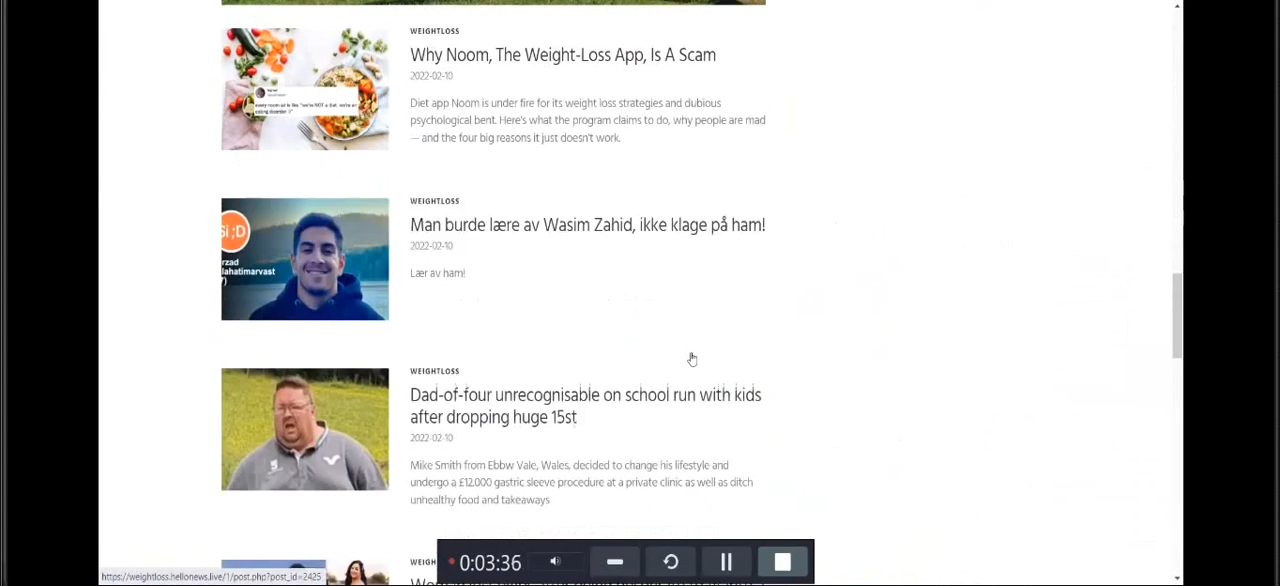 WEIGHTLOSS
Why Noom, The Weight-Loss App, Is A Scam
2022-02-10
Diet app Noom is under fire for its weight loss strategies and dubious
psychological bent. Here's what the program claims to do, why people are mad
— and the four big reasons it just doesn't work.
WEIGHTLOSS
Man burde lære av Wasim Zahid, ikke klage på ham!
2022-02-10
Lær av ham!
Si ;D
rzad
lahatimarvast
WEIGHTLOSS
Dad-of-four unrecognisable on school run with kids
after dropping huge 15st
2022-02-10
Mike Smith from Ebbw Vale, Wales, decided to change his lifestyle and
undergo a £12,000 gastric sleeve procedure at a private clinic as well as ditch
unhealthy food and takeaways
WEIGH
0:03:36
https://weightloss.hellonews.live/1/post.php?post_id=2425